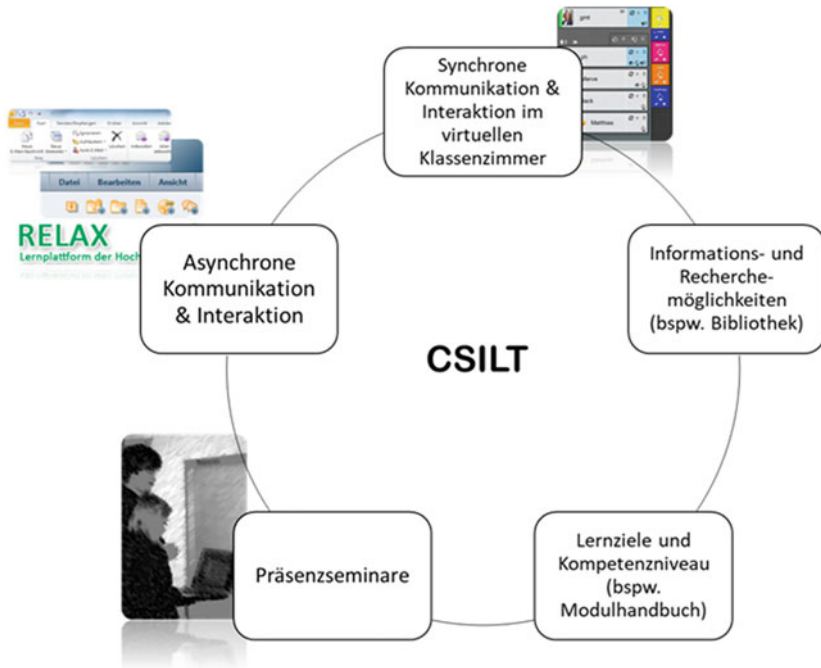 Synchrone
Kommunikation &
Interaktion im
virtuellen
Klassenzimmer
Datei Bearbeiten Ansicht
RELAX
Lernplattform der Hoch
Asynchrone
Kommunikation
& Interaktion
Informations- und
Recherche-
möglichkeiten
(bspw. Bibliothek)
CSILT
Präsenzseminare
Lernziele und
Kompetenzniveau
(bspw.
Modulhandbuch)